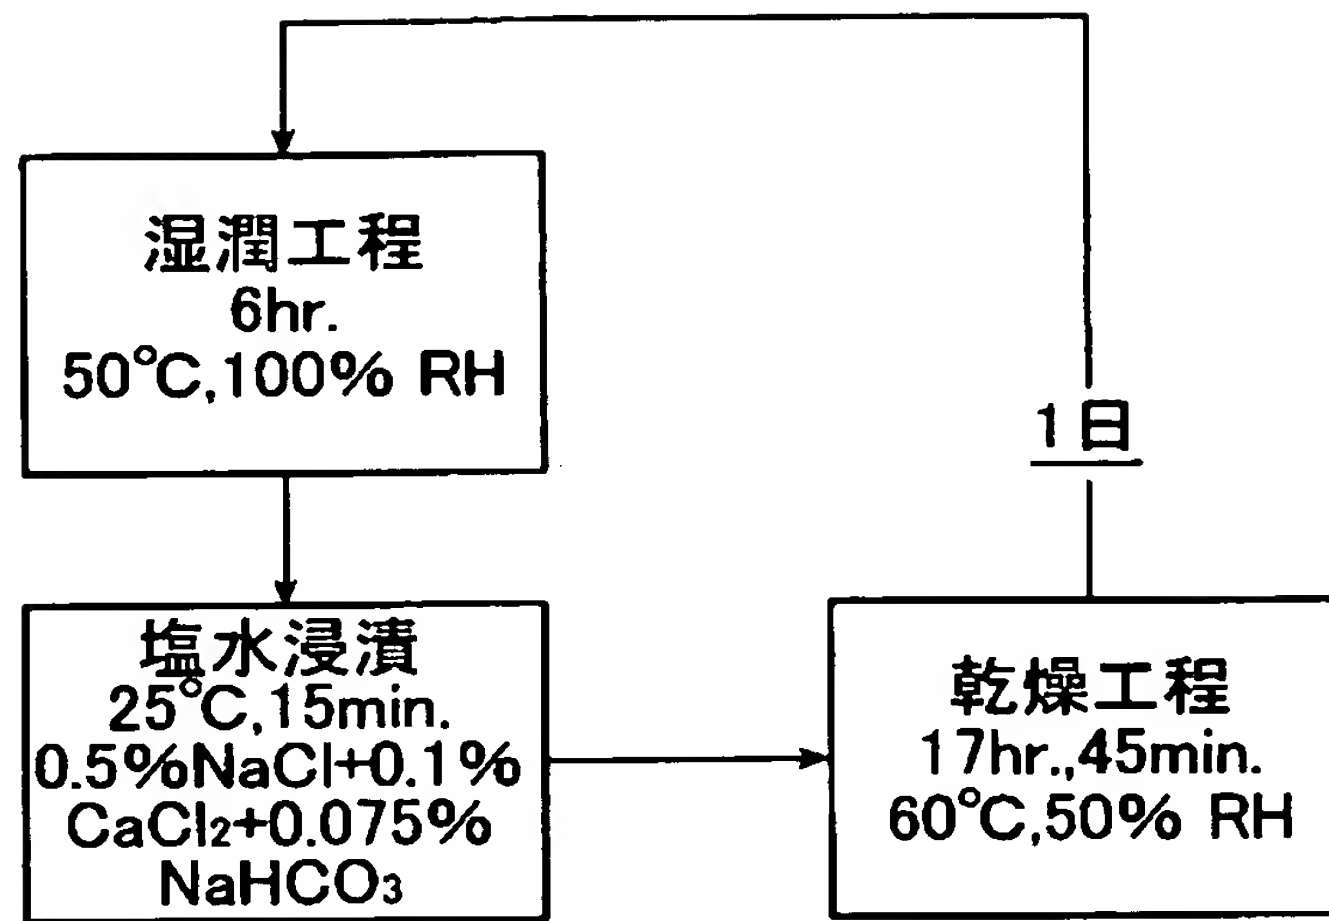 湿潤工程
6hr.
50°C,100% RH
塩水浸漬
25°C,15min.
0.5%NaCl+0.1%
CaCl₂+0.075%
NaHCO₃
乾燥工程
17hr.,45min.
60°C,50% RH
1日